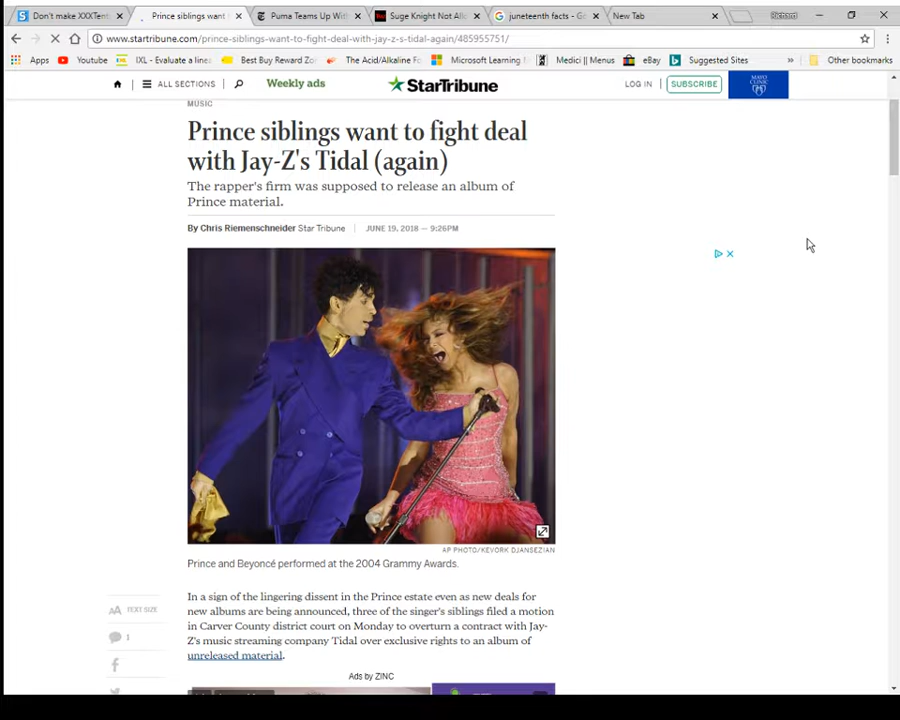 Don't make XXXTent
Prince siblings want
Puma Teams Up Wit
Suge Knight Not All
juneteenth facts - Go
New Tab
Richard
www.startribune.com/prince-siblings-want-to-fight-deal-with-jay-z-s-tidal-again/485955751/
Apps
Youtube
IXL - Evaluate a line
Best Buy Reward Zo
The Acid/Alkaline Fo
Microsoft Learning
Medici || Menus
eBay
Suggested Sites
»
Other bookmarks
ALL SECTIONS
Weekly ads
StarTribune
LOG IN
SUBSCRIBE
MAYO CLINIC
MUSIC
Prince siblings want to fight deal
with Jay-Z's Tidal (again)
The rapper's firm was supposed to release an album of
Prince material.
By Chris Riemenschneider Star Tribune
JUNE 19, 2018 — 9:26PM
AP PHOTO/KEVORK DJANSEZIAN
Prince and Beyoncé performed at the 2004 Grammy Awards.
In a sign of the lingering dissent in the Prince estate even as new deals for
new albums are being announced, three of the singer's siblings filed a motion
in Carver County district court on Monday to overturn a contract with Jay-
Z's music streaming company Tidal over exclusive rights to an album of
unreleased material.
aA TEXT SIZE
1
Ads by ZINC